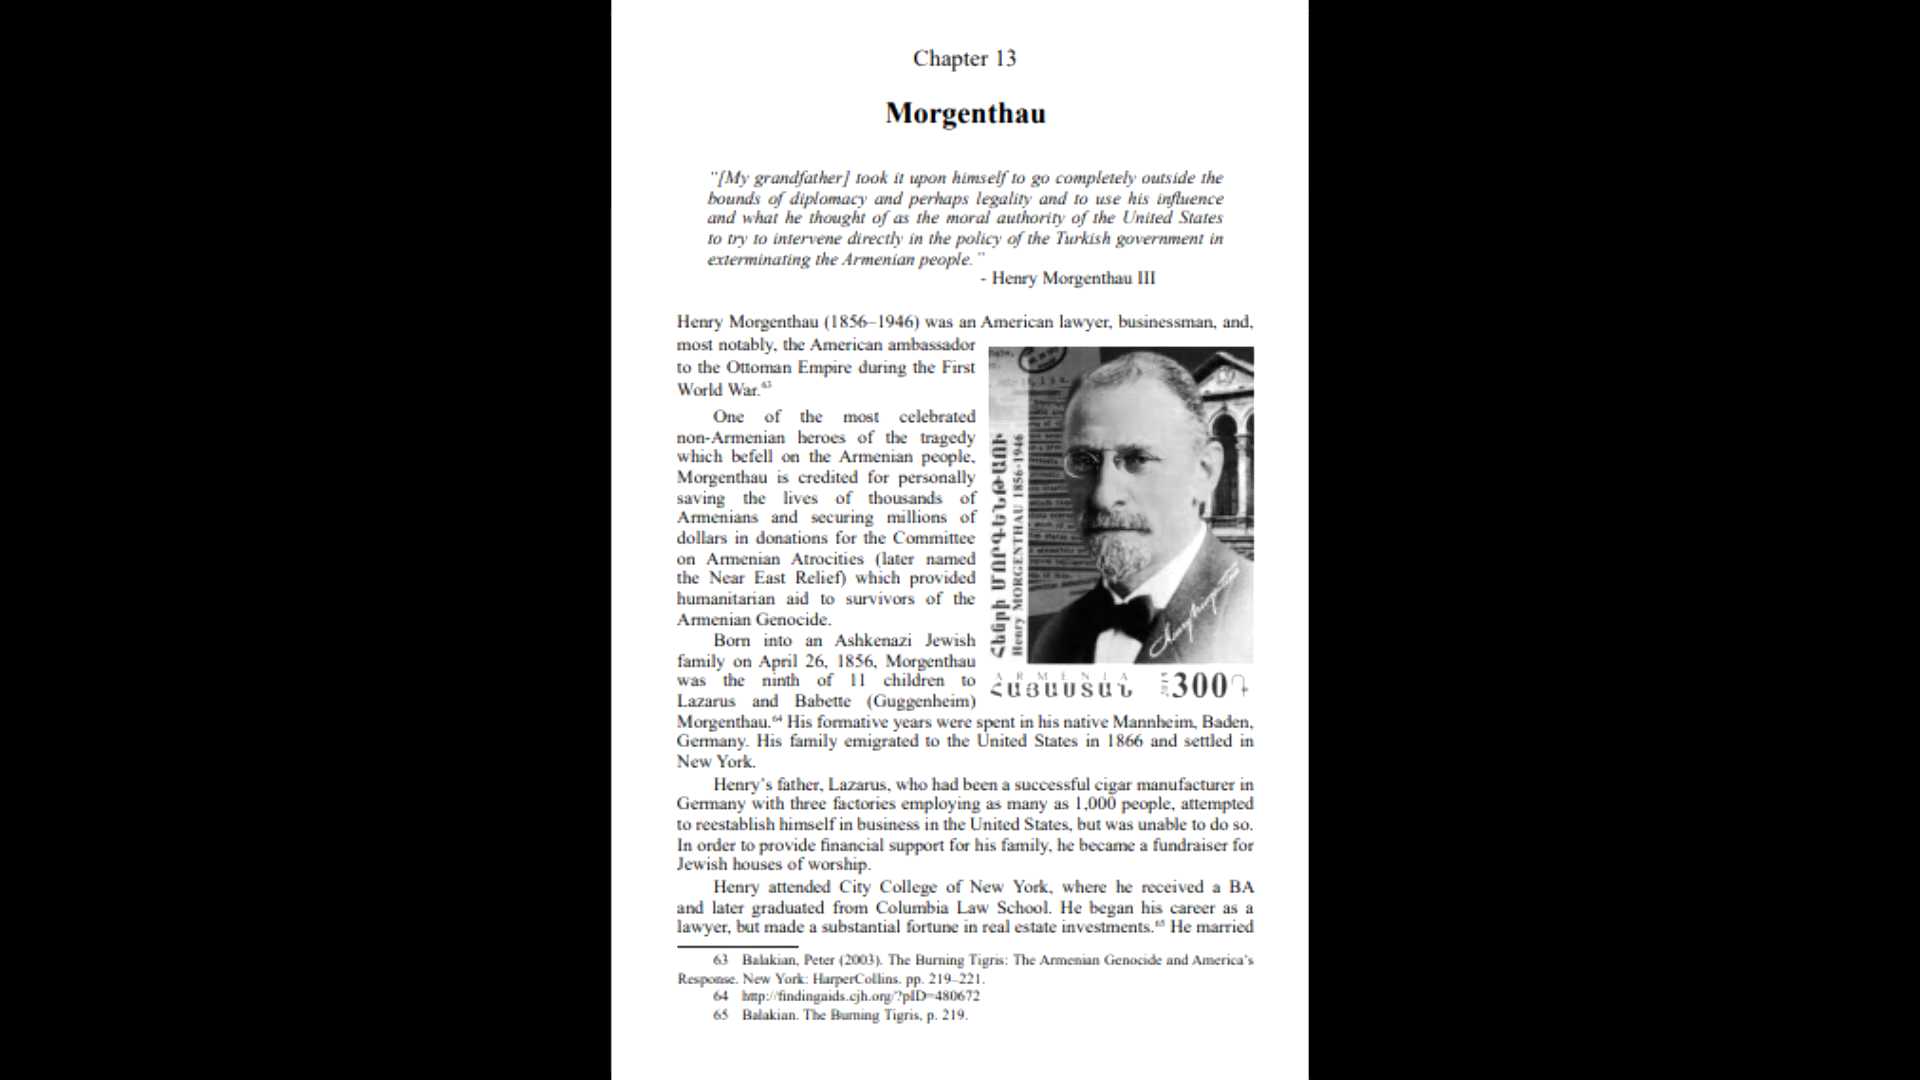 Chapter 13
Morgenthau
"[My grandfather] took it upon himself to go completely outside the
bounds of diplomacy and perhaps legality and to use his influence
and what he thought of as the moral authority of the United States
to try to intervene directly in the policy of the Turkish government in
exterminating the Armenian people."
- Henry Morgenthau III
Henry Morgenthau (1856–1946) was an American lawyer, businessman, and,
most notably, the American ambassador
to the Ottoman Empire during the First
World War.63
One of the most celebrated
non-Armenian heroes of the tragedy
which befell on the Armenian people,
Morgenthau is credited for personally
saving the lives of thousands of
Armenians and securing millions of
dollars in donations for the Committee
on Armenian Atrocities (later named
the Near East Relief) which provided
humanitarian aid to survivors of the
Armenian Genocide.
Born into an Ashkenazi Jewish
family on April 26, 1856, Morgenthau
was the ninth of 11 children to
Lazarus and Babette (Guggenheim)
Հենրի ՄՈՐԳԵՆԹԱՈՒ
Henry MORGENTHAU 1856-1946
ARMENIA
ՀԱՅԱՍՏԱՆ
300
Morgenthau.64 His formative years were spent in his native Mannheim, Baden,
Germany. His family emigrated to the United States in 1866 and settled in
New York.
Henry's father, Lazarus, who had been a successful cigar manufacturer in
Germany with three factories employing as many as 1,000 people, attempted
to reestablish himself in business in the United States, but was unable to do so.
In order to provide financial support for his family, he became a fundraiser for
Jewish houses of worship.
Henry attended City College of New York, where he received a BA
and later graduated from Columbia Law School. He began his career as a
lawyer, but made a substantial fortune in real estate investments.65 He married
63 Balakian, Peter (2003). The Burning Tigris: The Armenian Genocide and America's
Response. New York: HarperCollins. pp. 219–221.
64 http://findingaids.cjh.org/?pID=480672
65 Balakian. The Burning Tigris, p. 219.